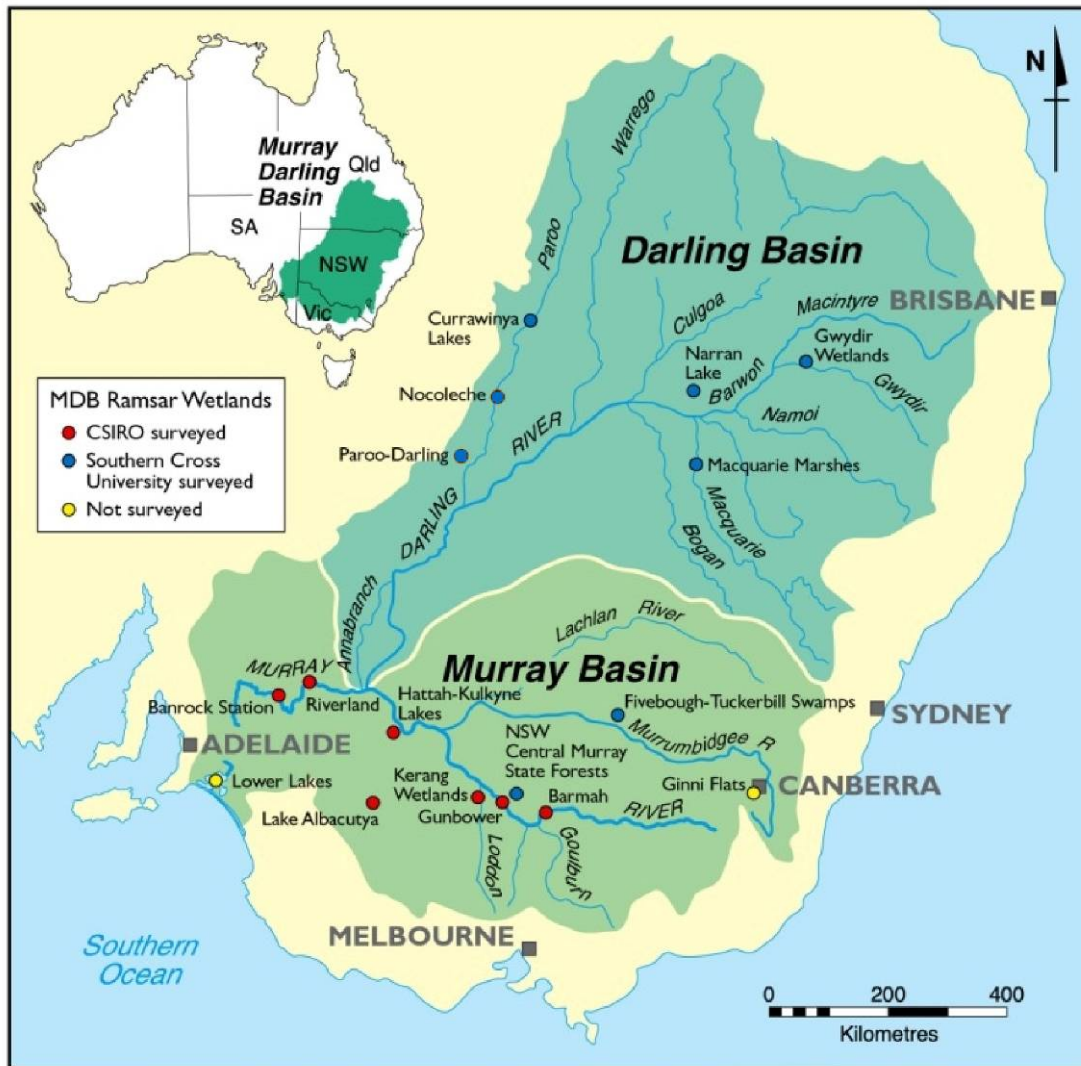 N
Murray
Darling
Basin
Qld
SA
NSW
Vic
MDB Ramsar Wetlands
CSIRO surveyed
Southern Cross
University surveyed
Not surveyed
Darling Basin
Warrego
Paroo
Culgoa
Macintyre
BRISBANE
Currawinya
Lakes
Narran
Lake
Barwon
Gwydir
Wetlands
Gwydir
Nocoleche
Namoi
RIVER
Paroo-Darling
Macquarie Marshes
DARLING
Macquarie
Bogan
Annabranch
Lachlan River
Murray Basin
MURRAY
Banrock Station
Riverland
Hattah-Kulkyne
Lakes
Fivebough-Tuckerbill Swamps
SYDNEY
Murrumbidgee R
NSW
Central Murray
State Forests
ADELAIDE
Lower Lakes
Kerang
Wetlands
Ginni Flats
CANBERRA
Lake Albacutya
Gunbower
Barmah
RIVER
Loddon
Goulburn
MELBOURNE
Southern
Ocean
0 200 400
Kilometres